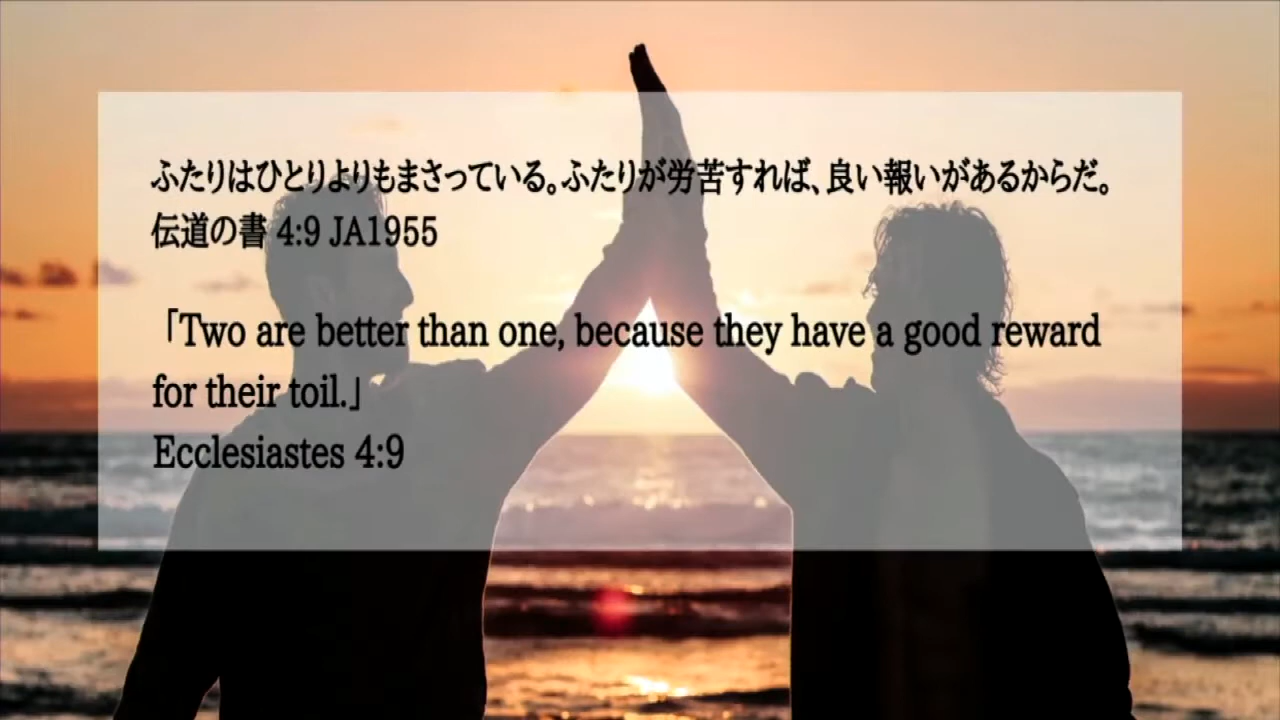 ふたりはひとりよりもまさっている。ふたりが労苦すれば、良い報いがあるからだ。
伝道の書 4:9 JA1955
「Two are better than one, because they have a good reward
for their toil.」
Ecclesiastes 4:9